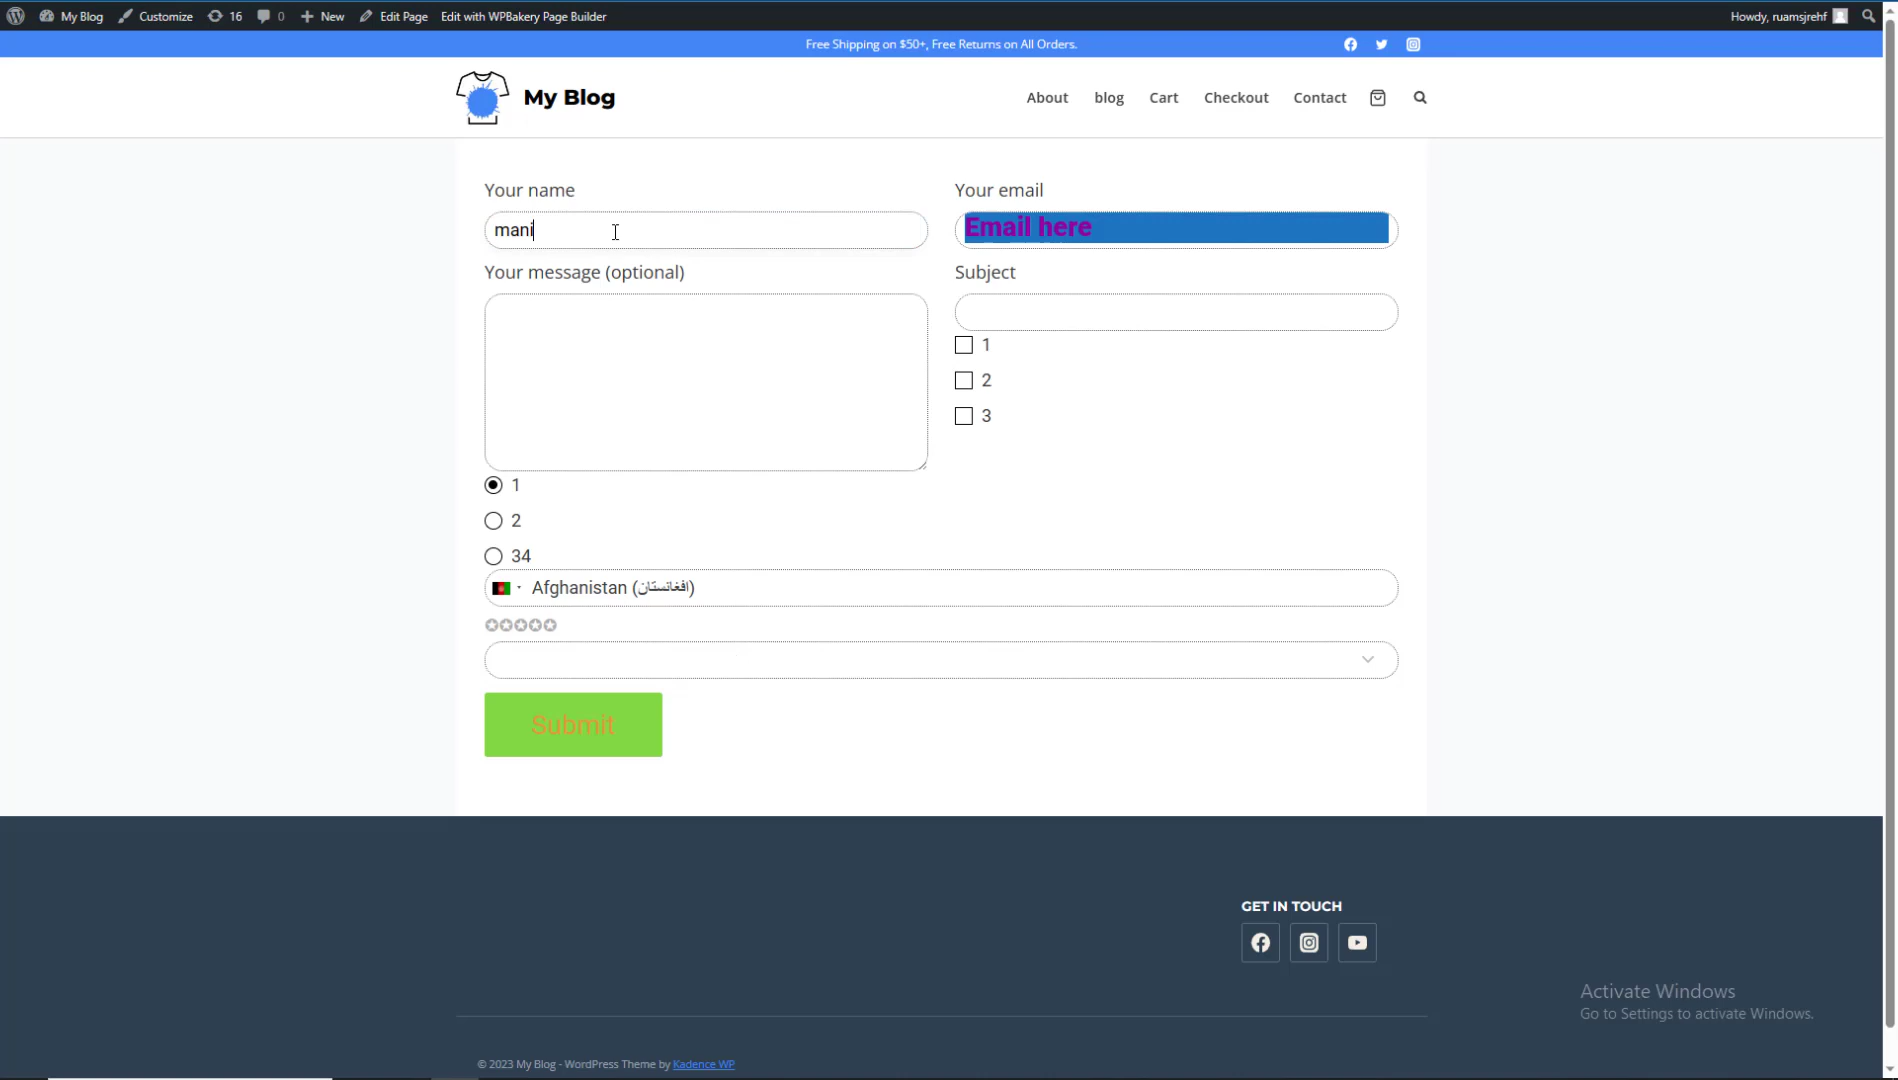 My Blog Customize 16 0 New Edit Page Edit with WPBakery Page Builder Howdy, ruamsjrehf
Free Shipping on $50+, Free Returns on All Orders.
My Blog About blog Cart Checkout Contact
Your name Your email
mani Email here
Your message (optional) Subject
1
2
3
1
2
34
Afghanistan (‫افغانستان‬‎)
Submit
GET IN TOUCH
Activate Windows
Go to Settings to activate Windows.
© 2023 My Blog - WordPress Theme by Kadence WP